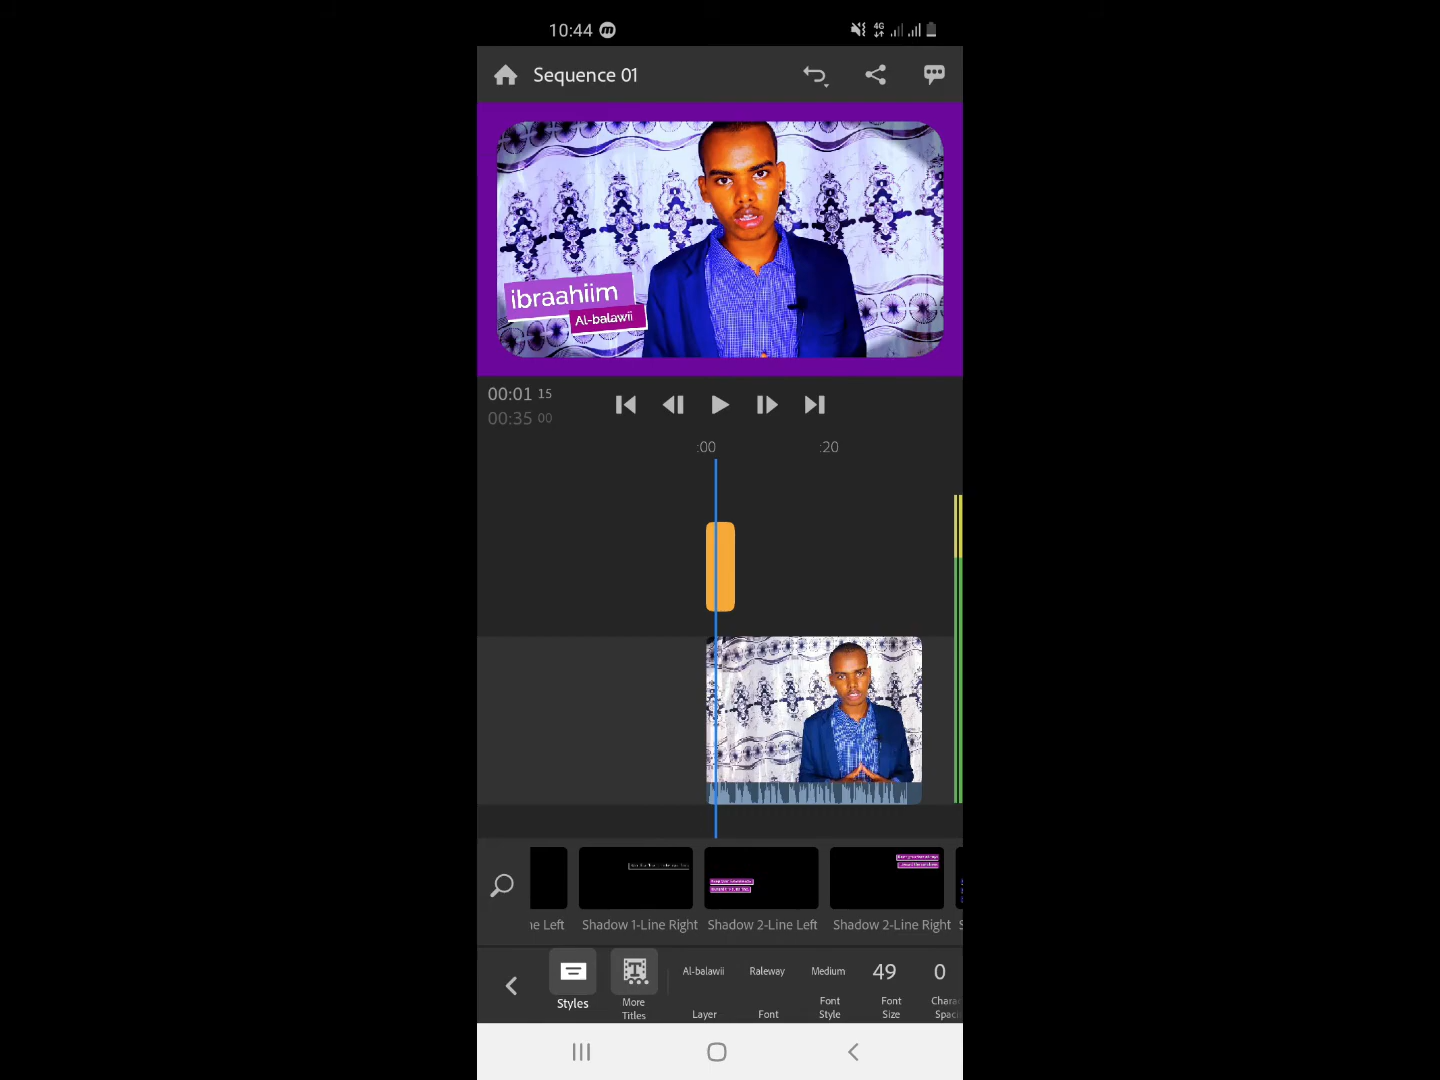 10:44
4G
Sequence 01
ibraahiim
Al-balawii
00:01 15
00:35 00
:00
:20
ne Left
Shadow 1-Line Right
Shadow 2-Line Left
Shadow 2-Line Right
S
Al-balawii
Raleway
Medium
49
0
Styles
More
Titles
Layer
Font
Font
Style
Font
Size
Charac
Spaci